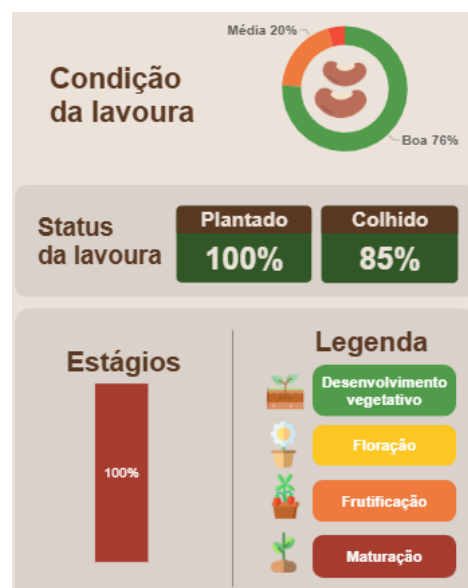 Média 20%
Condição
da lavoura
Boa 76%
Status
da lavoura
Plantado
100%
Colhido
85%
Estágios
100%
Legenda
Desenvolvimento
vegetativo
Floração
Frutificação
Maturação